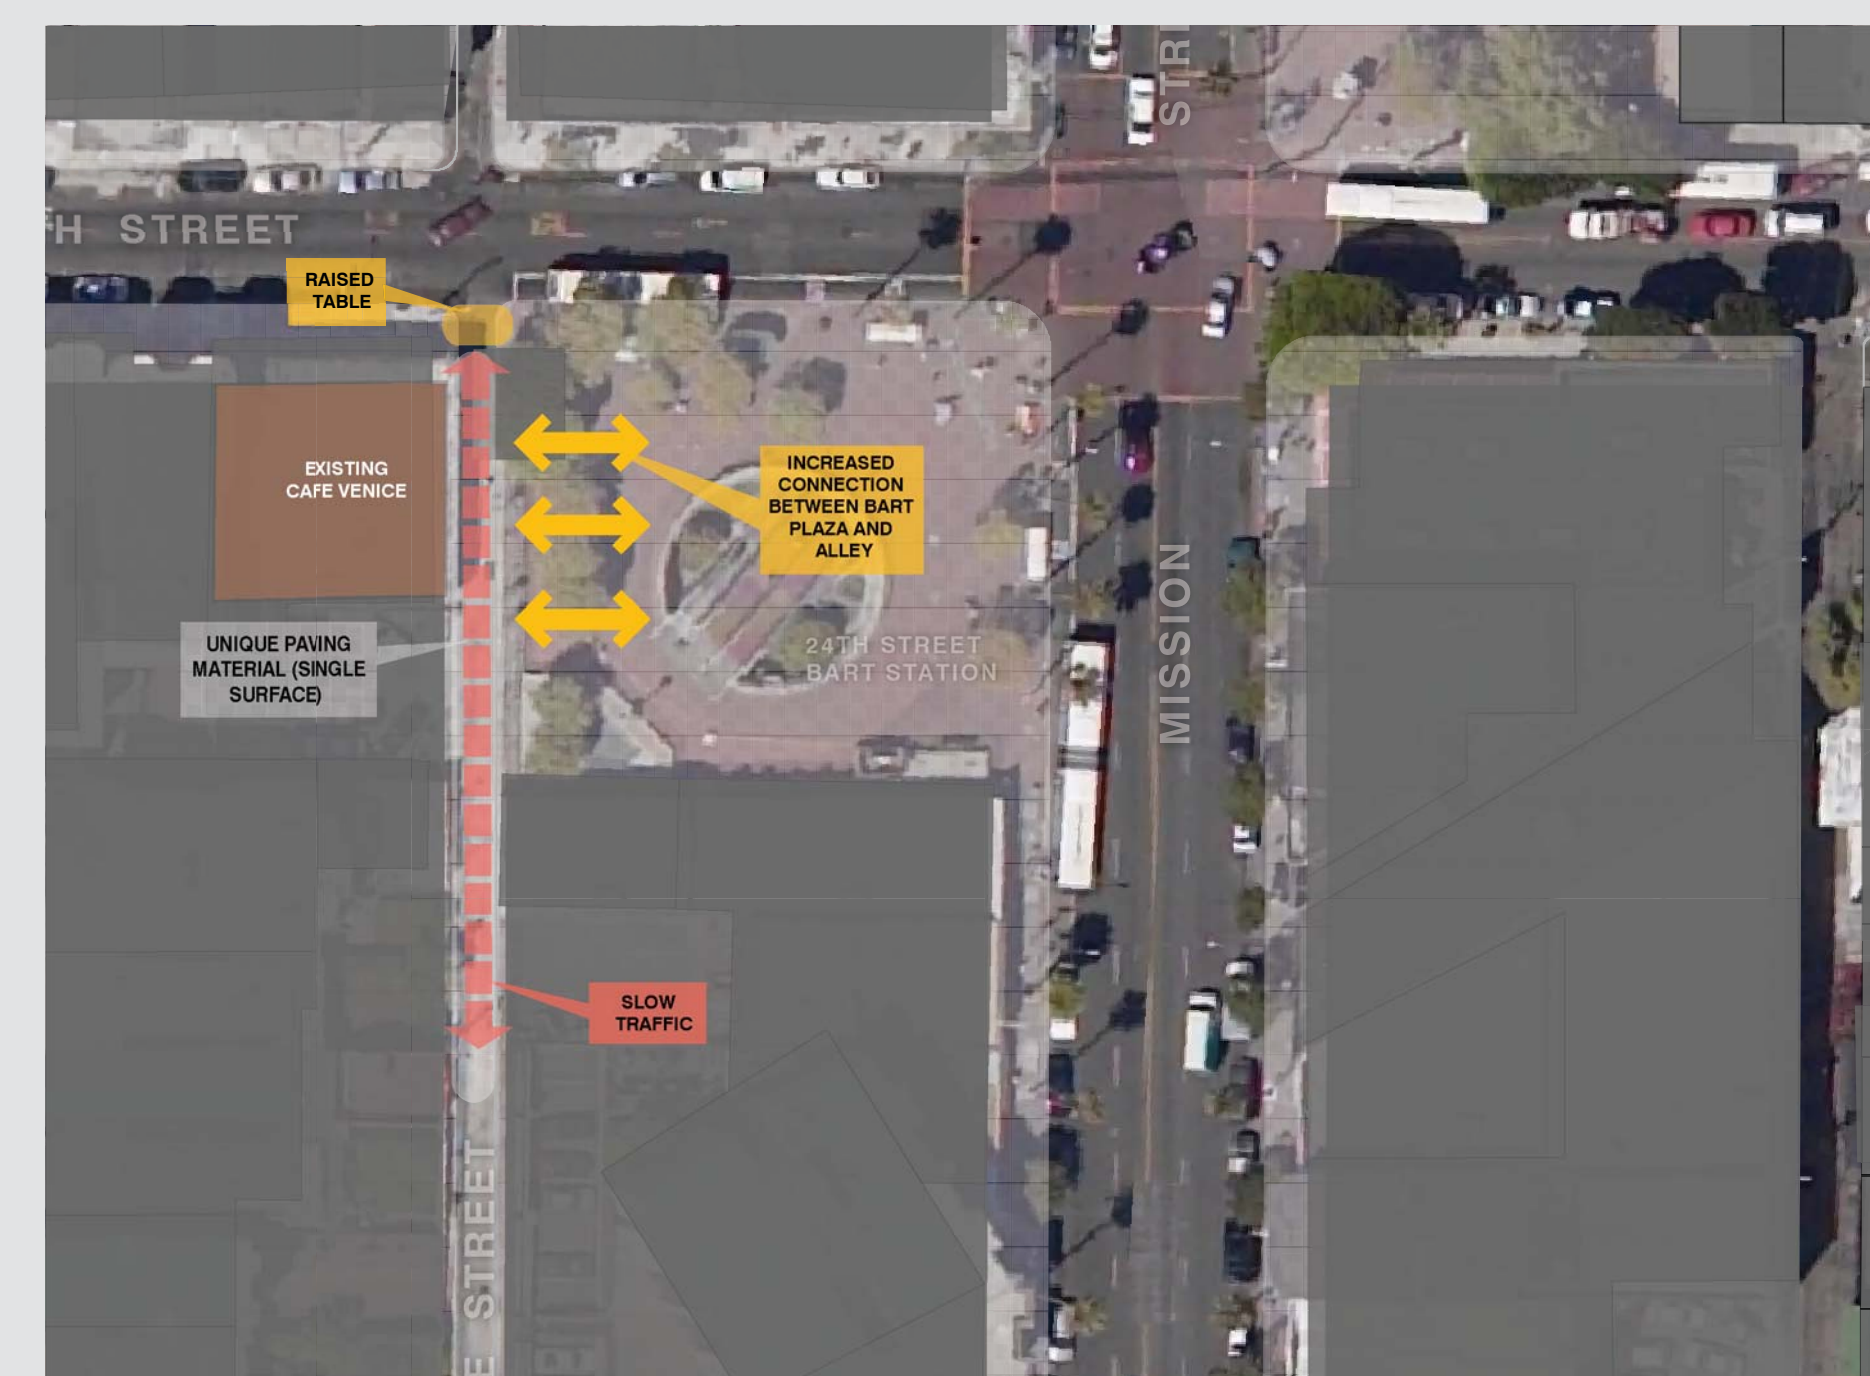 STRE
H STREET
RAISED
TABLE
EXISTING
CAFE VENICE
INCREASED
CONNECTION
BETWEEN BART
PLAZA AND
ALLEY
UNIQUE PAVING
MATERIAL (SINGLE
SURFACE)
24TH STREET
BART STATION
MISSION
SLOW
TRAFFIC
E STREET